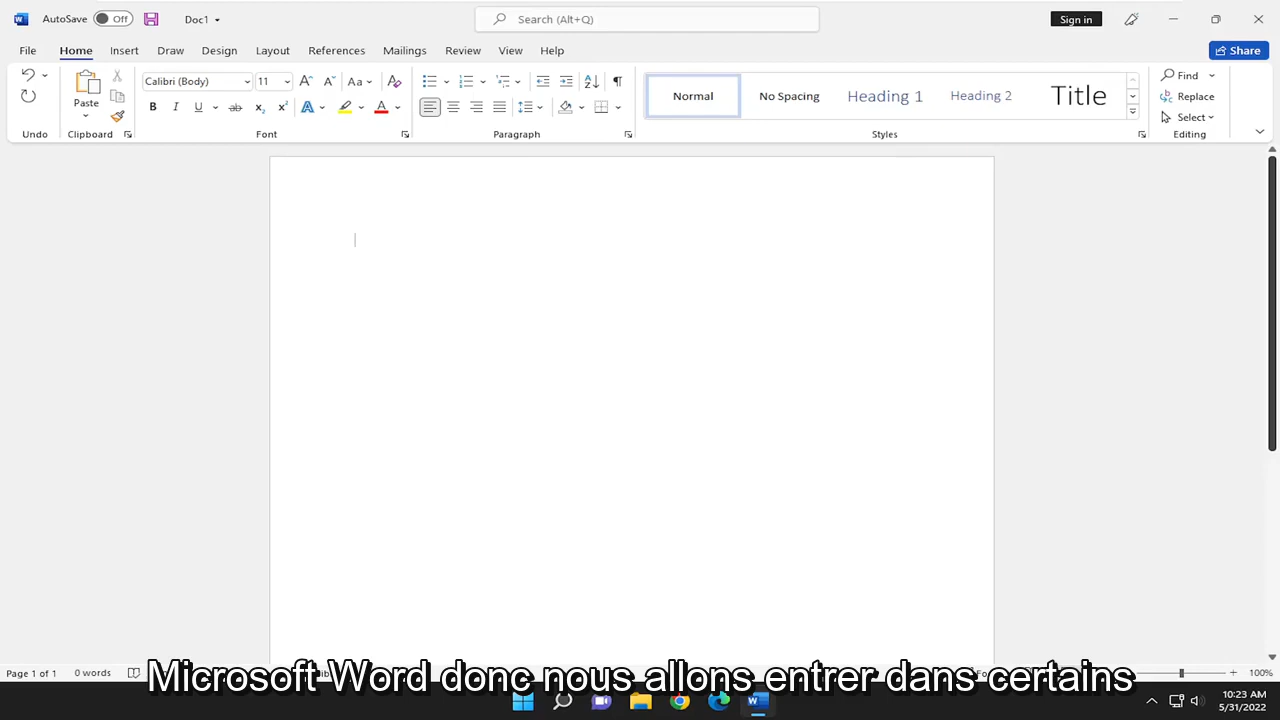 AutoSave Off Doc1 Search (Alt+Q) Sign in
File Home Insert Draw Design Layout References Mailings Review View Help Share
Paste Calibri (Body) 11 Aa Normal No Spacing Heading 1 Heading 2 Title Find
Replace
Select
Undo Clipboard Font Paragraph Styles Editing
Page 1 of 1 0 words 100%
Microsoft Word donc nous allons entrer dans certains
10:23 AM
5/31/2022